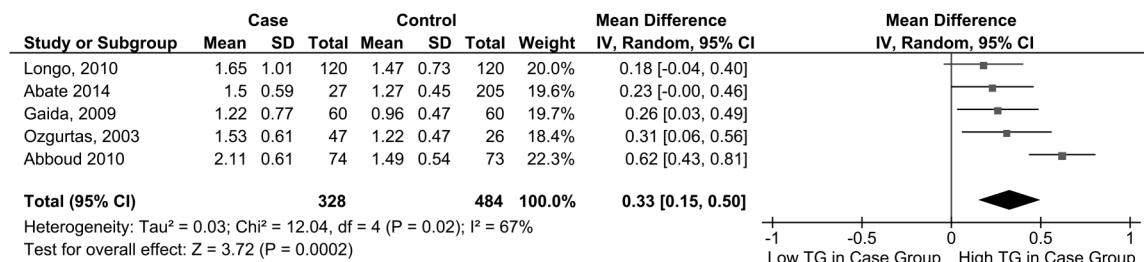 Case Control Mean Difference Mean Difference
Study or Subgroup Mean SD Total Mean SD Total Weight IV, Random, 95% CI IV, Random, 95% CI
Longo, 2010 1.65 1.01 120 1.47 0.73 120 20.0% 0.18 [-0.04, 0.40]
Abate 2014 1.5 0.59 27 1.27 0.45 205 19.6% 0.23 [-0.00, 0.46]
Gaida, 2009 1.22 0.77 60 0.96 0.47 60 19.7% 0.26 [0.03, 0.49]
Ozgurtas, 2003 1.53 0.61 47 1.22 0.47 26 18.4% 0.31 [0.06, 0.56]
Abboud 2010 2.11 0.61 74 1.49 0.54 73 22.3% 0.62 [0.43, 0.81]
Total (95% CI) 328 484 100.0% 0.33 [0.15, 0.50]
Heterogeneity: Tau² = 0.03; Chi² = 12.04, df = 4 (P = 0.02); I² = 67%
Test for overall effect: Z = 3.72 (P = 0.0002)
-1 -0.5 0 0.5 1
Low TG in Case Group High TG in Case Group